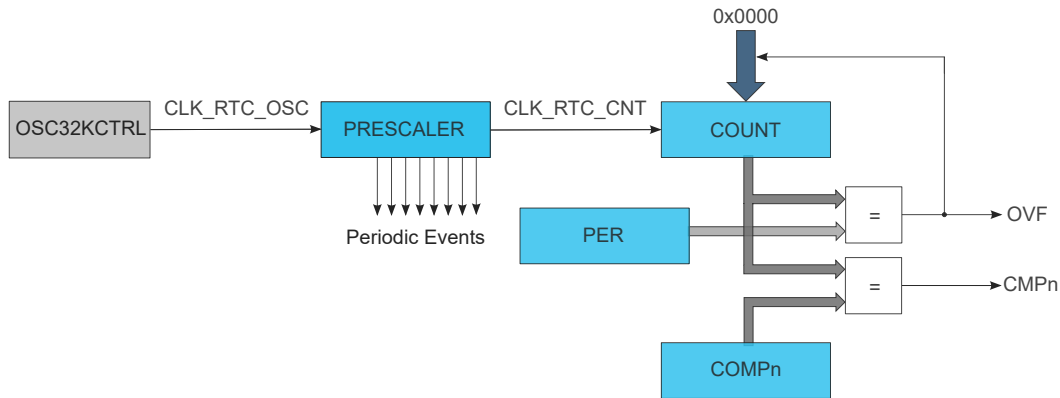 0x0000
CLK_RTC_OSC
CLK_RTC_CNT
OSC32KCTRL
PRESCALER
COUNT
Periodic Events
PER
=
OVF
=
CMPn
COMPn